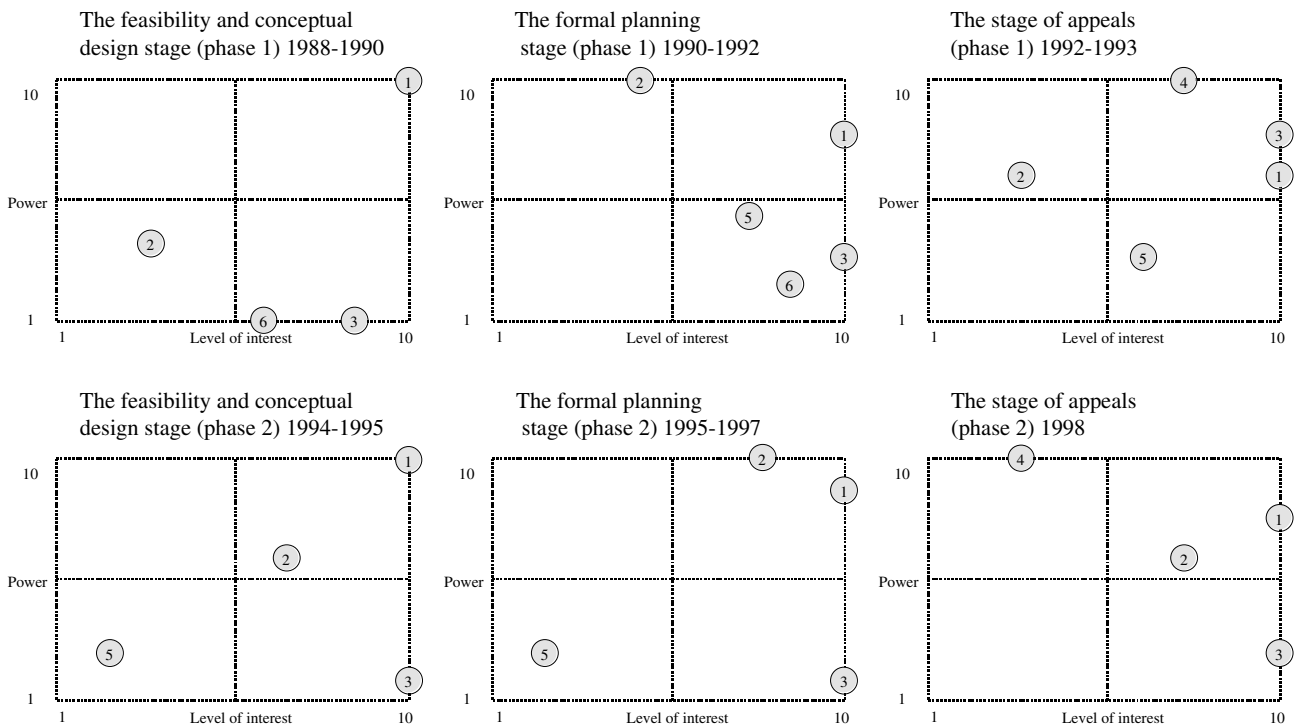 The feasibility and conceptual
design stage (phase 1) 1988-1990
10
1
Power
2
6
3
1
1
Level of interest
10
The formal planning
stage (phase 1) 1990-1992
10
2
1
Power
5
3
6
1
1
Level of interest
10
The stage of appeals
(phase 1) 1992-1993
10
4
3
2
1
Power
5
1
1
Level of interest
10
The feasibility and conceptual
design stage (phase 2) 1994-1995
10
1
2
Power
5
3
1
1
Level of interest
10
The formal planning
stage (phase 2) 1995-1997
10
2
1
Power
5
3
1
1
Level of interest
10
The stage of appeals
(phase 2) 1998
10
4
1
2
Power
3
1
1
Level of interest
10